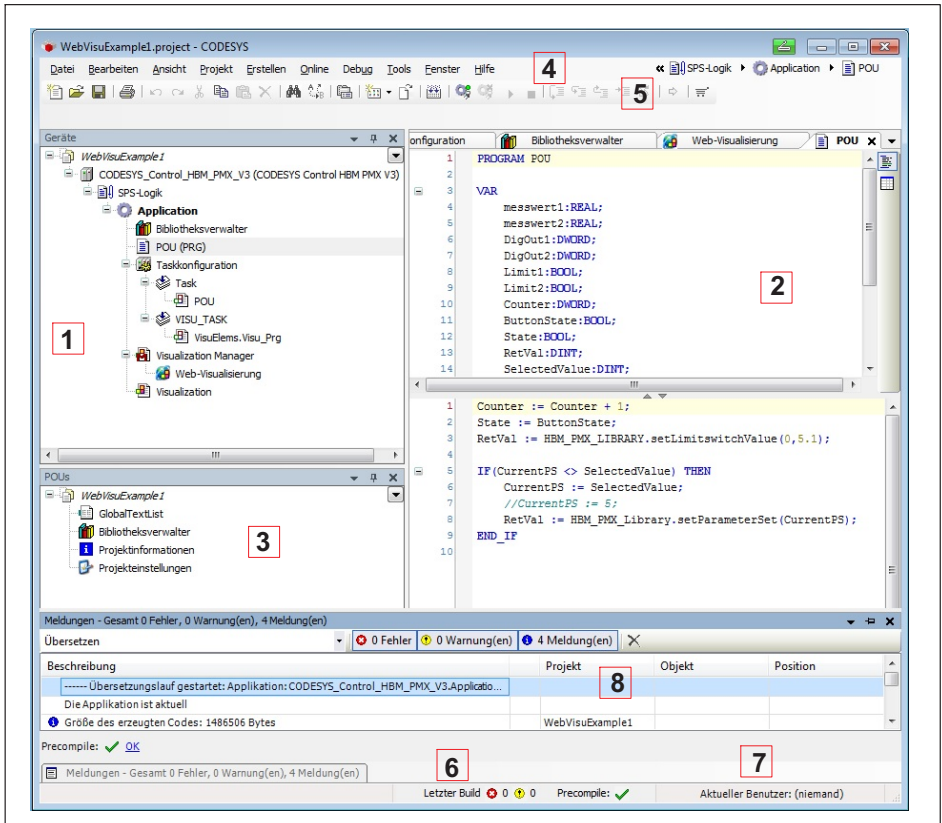 WebVisuExample1.project - CODESYS
Datei Bearbeiten Ansicht Projekt Erstellen Online Debug Tools Fenster Hilfe
4
SPS-Logik Application POU
5
Geräte
WebVisuExample1
CODESYS_Control_HBM_PMX_V3 (CODESYS Control HBM PMX V3)
SPS-Logik
Application
Bibliotheksverwalter
POU (PRG)
Taskkonfiguration
Task
POU
VISU_TASK
VisuElems.Visu_Prg
Visualization Manager
Web-Visualisierung
Visualization
1
onfiguration Bibliotheksverwalter Web-Visualisierung POU
1 PROGRAM POU
2
3 VAR
4 messwert1:REAL;
5 messwert2:REAL;
6 DigOut1:DWORD;
7 DigOut2:DWORD;
8 Limit1:BOOL;
9 Limit2:BOOL;
10 Counter:DWORD;
11 ButtonState:BOOL;
12 State:BOOL;
13 RetVal:DINT;
14 SelectedValue:DINT;
2
1 Counter := Counter + 1;
2 State := ButtonState;
3 RetVal := HBM_PMX_LIBRARY.setLimitswitchValue(0,5.1);
4
5 IF(CurrentPS <> SelectedValue) THEN
6 CurrentPS := SelectedValue;
7 //CurrentPS := 5;
8 RetVal := HBM_PMX_Library.setParameterSet(CurrentPS);
9 END_IF
10
POUs
WebVisuExample1
GlobalTextList
Bibliotheksverwalter
Projektinformationen
Projekteinstellungen
3
Meldungen - Gesamt 0 Fehler, 0 Warnung(en), 4 Meldung(en)
Übersetzen 0 Fehler 0 Warnung(en) 4 Meldung(en)
Beschreibung Projekt Objekt Position
------ Übersetzungslauf gestartet: Applikation: CODESYS_Control_HBM_PMX_V3.Applicatio...
8
Die Applikation ist aktuell
Größe des erzeugten Codes: 1486506 Bytes WebVisuExample1
Precompile: OK
Meldungen - Gesamt 0 Fehler, 0 Warnung(en), 4 Meldung(en)
6
7
Letzter Build 0 0 Precompile: Aktueller Benutzer: (niemand)